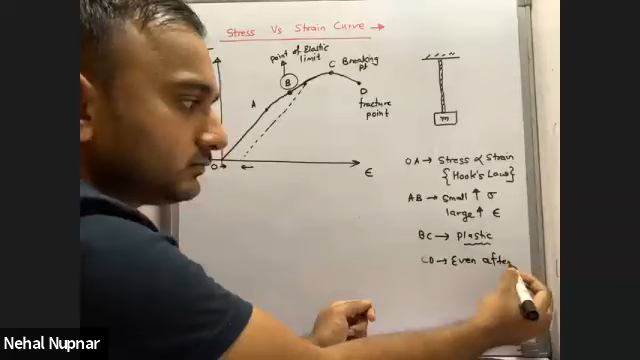 Stress Vs Strain Curve →
point of Elastic
limit
C Breaking
pt
B
A
D
fracture
point
O
ϵ
m
OA → Stress ∝ Strain
{Hook's Law}
AB → Small ↑ σ
large ↑ ϵ
BC → plastic
CD → Even after
Nehal Nupnar